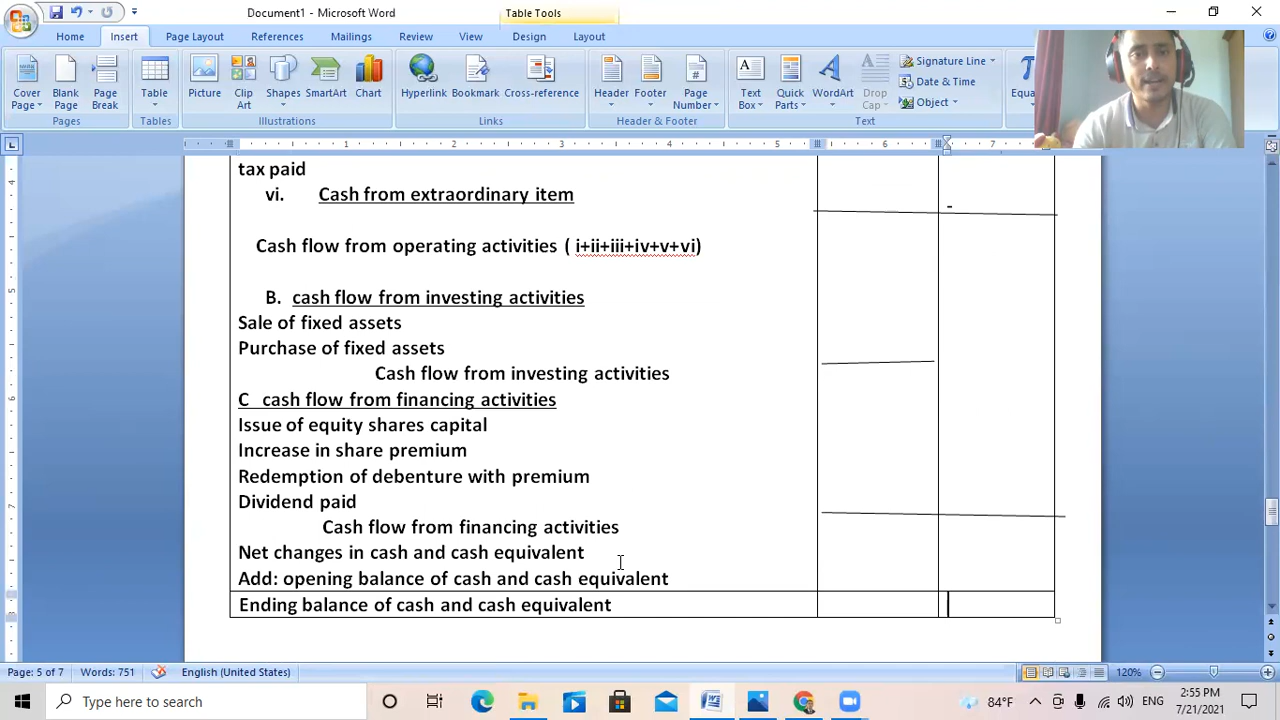 Document1 - Microsoft Word
Table Tools
Home Insert Page Layout References Mailings Review View Design Layout
Cover Page Blank Page Page Break
Table
Picture Clip Art Shapes SmartArt Chart
Hyperlink Bookmark Cross-reference
Header Footer Page Number
Text Box Quick Parts WordArt Drop Cap
Signature Line
Date & Time
Object
Equa
Pages Tables Illustrations Links Header & Footer Text
1 2 3 4 5 6 7
tax paid
vi. Cash from extraordinary item
-
Cash flow from operating activities ( i+ii+iii+iv+v+vi)
B. cash flow from investing activities
Sale of fixed assets
Purchase of fixed assets
Cash flow from investing activities
C cash flow from financing activities
Issue of equity shares capital
Increase in share premium
Redemption of debenture with premium
Dividend paid
Cash flow from financing activities
Net changes in cash and cash equivalent
Add: opening balance of cash and cash equivalent
Ending balance of cash and cash equivalent
Page: 5 of 7 Words: 751 English (United States) 120%
Type here to search
84°F ENG 2:55 PM
7/21/2021